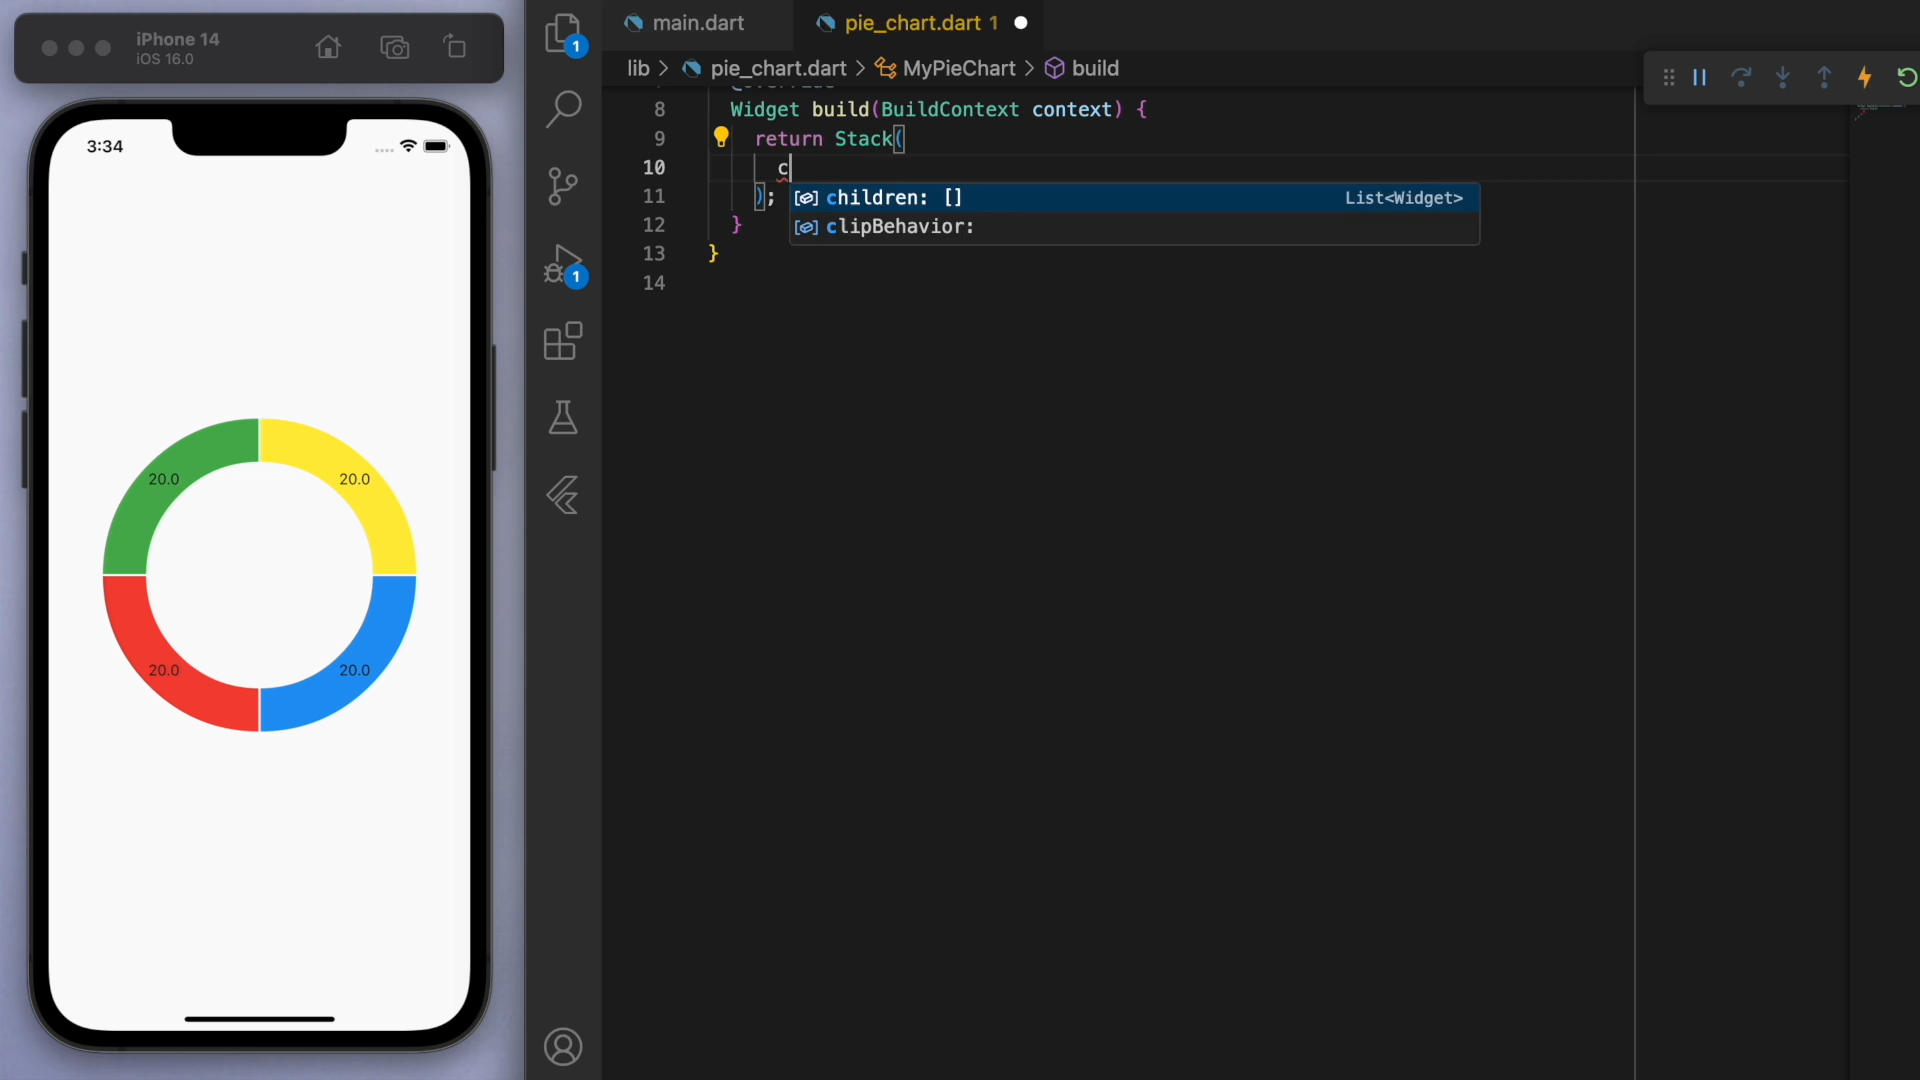 iPhone 14
iOS 16.0
3:34
20.0
20.0
20.0
20.0
1
1
main.dart
pie_chart.dart 1
lib > pie_chart.dart > MyPieChart > build
8 Widget build(BuildContext context) {
9 return Stack(
10 c
11 );
12 }
13 }
14
children: [] List<Widget>
clipBehavior: